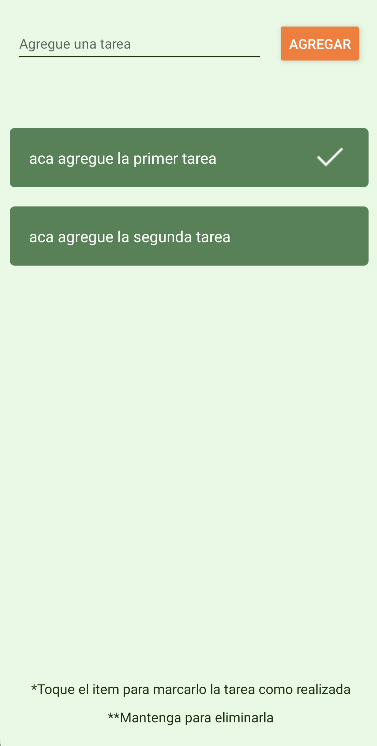 Agregue una tarea
AGREGAR
aca agregue la primer tarea
aca agregue la segunda tarea
*Toque el item para marcarlo la tarea como realizada
**Mantenga para eliminarla